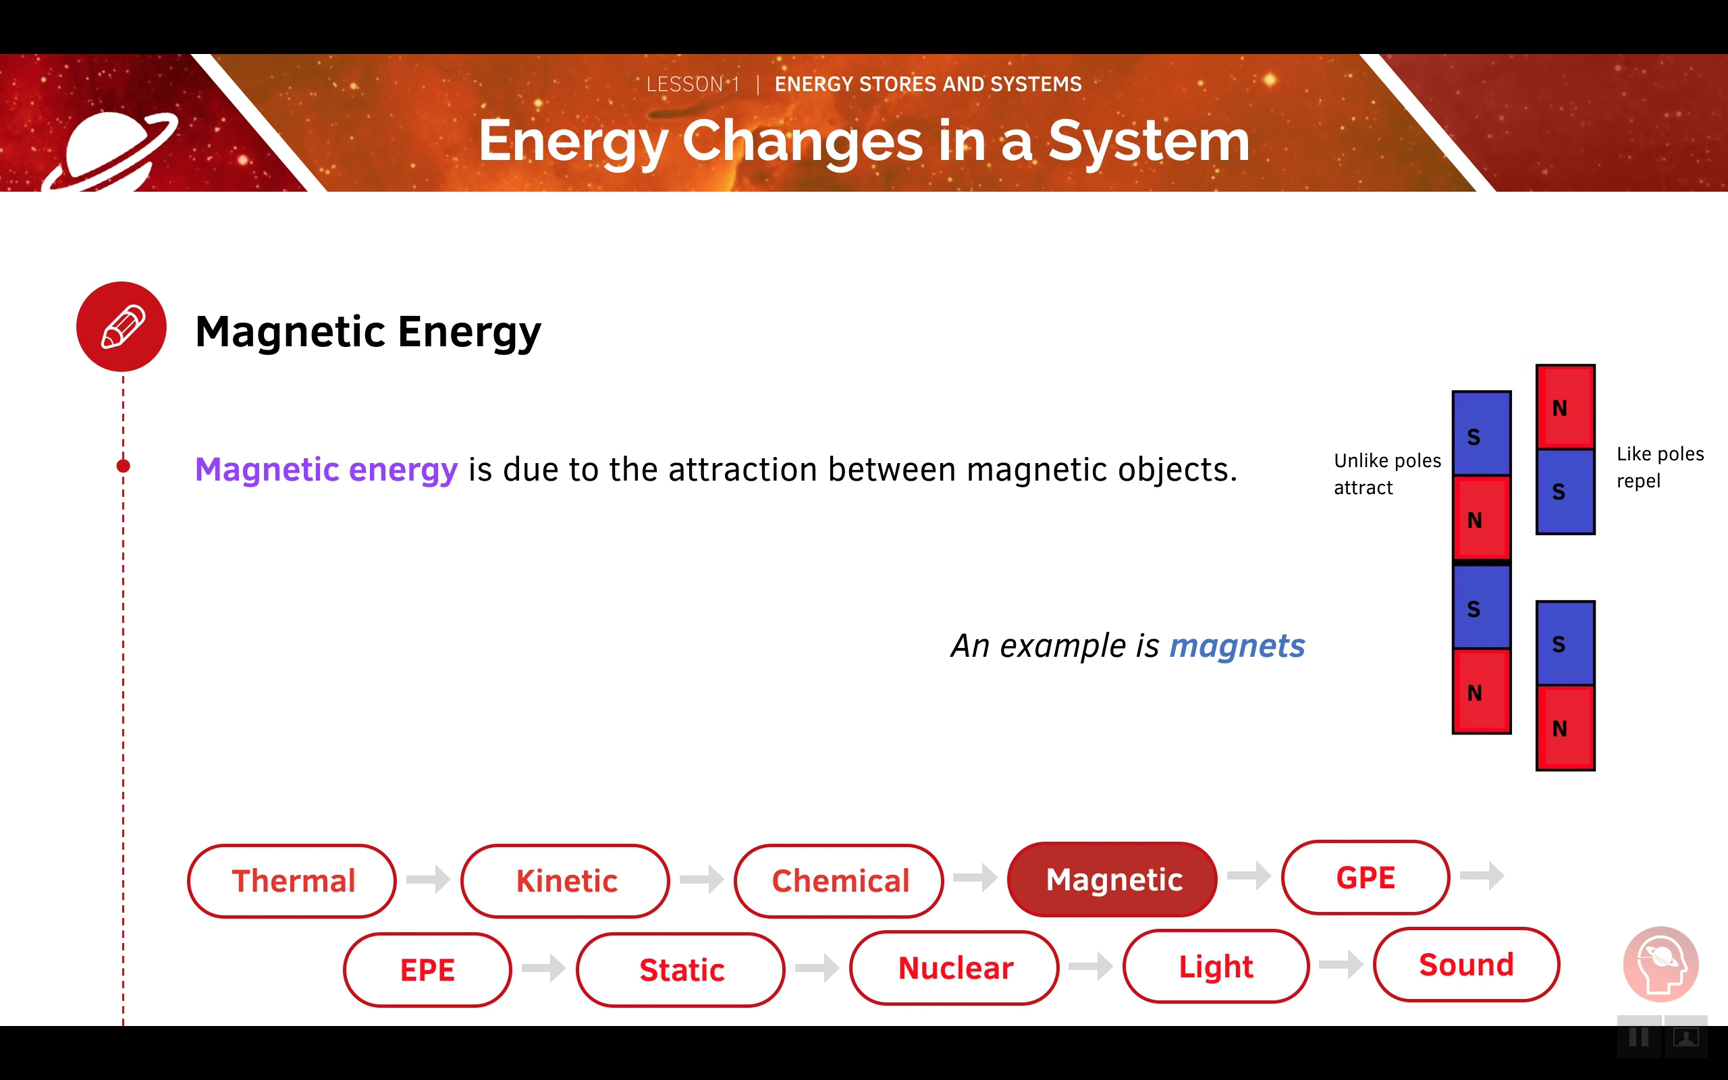 LESSON 1 | ENERGY STORES AND SYSTEMS
Energy Changes in a System
Magnetic Energy
Magnetic energy is due to the attraction between magnetic objects.
Unlike poles
attract
S
N
S
N
N
S
S
N
Like poles
repel
An example is magnets
Thermal
Kinetic
Chemical
Magnetic
GPE
EPE
Static
Nuclear
Light
Sound